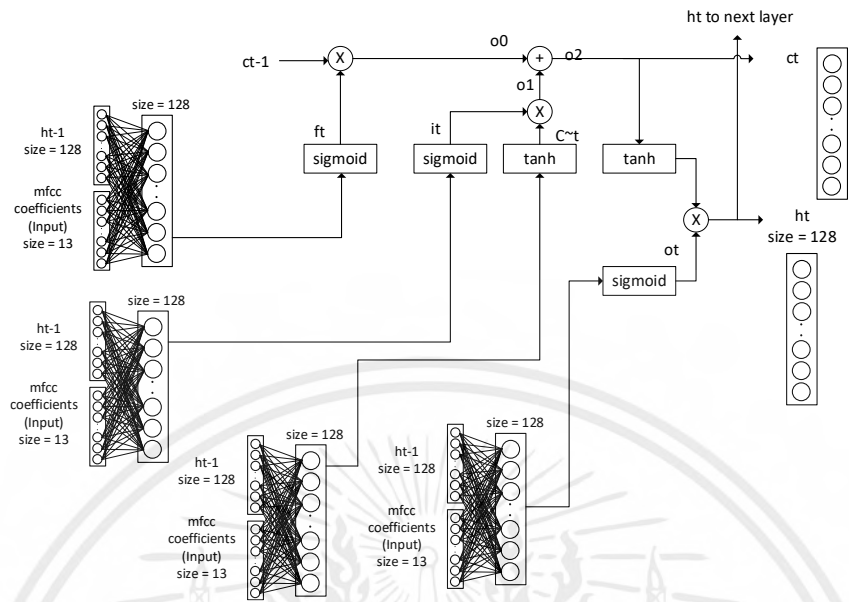 ht to next layer
ct-1
X
o0
+
o2
ct
o1
size = 128
ft
it
X
C~t
ht-1
size = 128
sigmoid
sigmoid
tanh
tanh
mfcc
coefficients
(Input)
size = 13
X
ht
size = 128
ot
sigmoid
size = 128
ht-1
size = 128
mfcc
coefficients
(Input)
size = 13
size = 128
ht-1
size = 128
mfcc
coefficients
(Input)
size = 13
size = 128
ht-1
size = 128
mfcc
coefficients
(Input)
size = 13